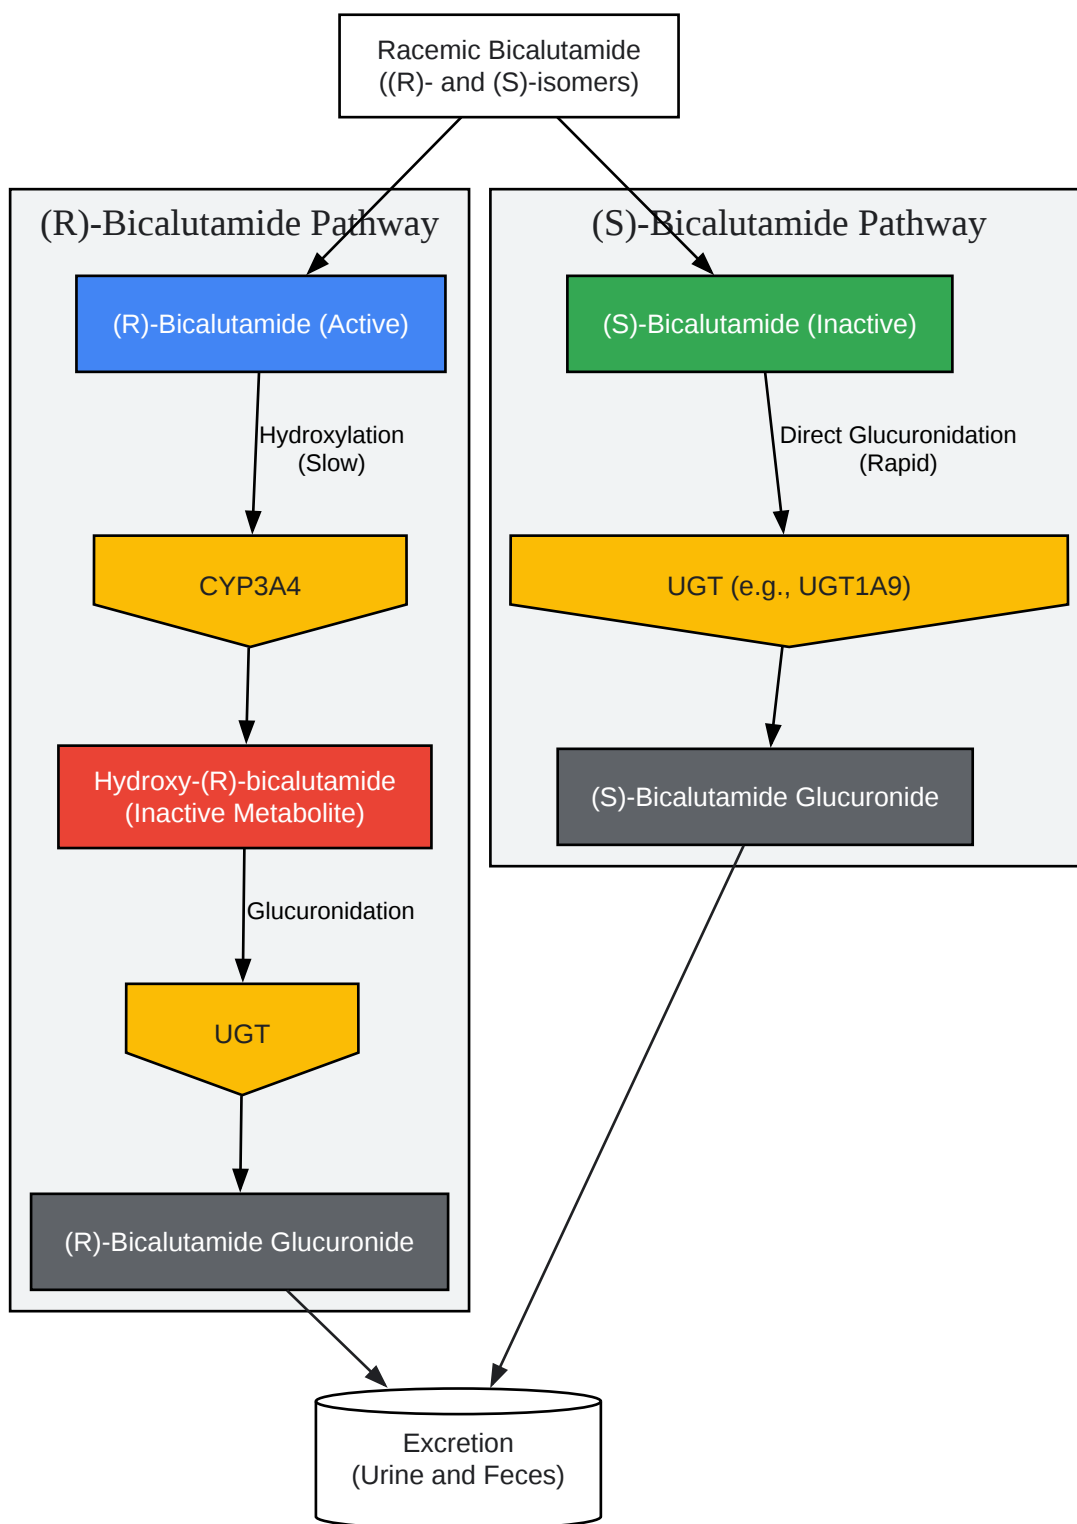 Racemic Bicalutamide
((R)- and (S)-isomers)
(R)-Bicalutamide Pathway
(R)-Bicalutamide (Active)
Hydroxylation
(Slow)
CYP3A4
Hydroxy-(R)-bicalutamide
(Inactive Metabolite)
Glucuronidation
UGT
(R)-Bicalutamide Glucuronide
(S)-Bicalutamide Pathway
(S)-Bicalutamide (Inactive)
Direct Glucuronidation
(Rapid)
UGT (e.g., UGT1A9)
(S)-Bicalutamide Glucuronide
Excretion
(Urine and Feces)